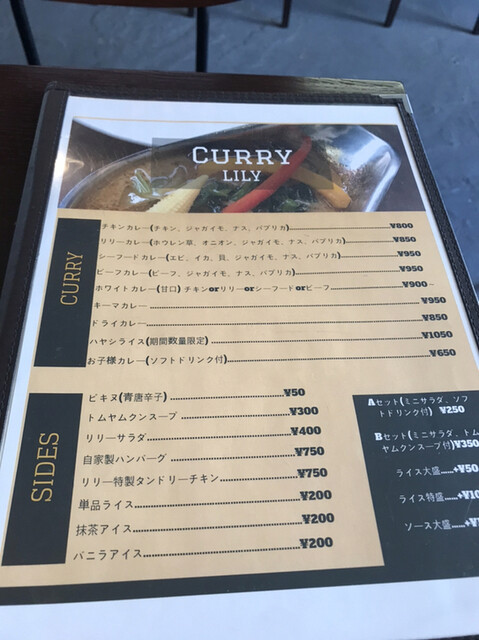 CURRY
LILY
CURRY
チキンカレー(チキン、ジャガイモ、ナス、パプリカ)……¥800
リリーカレー(ホウレン草、オニオン、ジャガイモ、ナス、パプリカ)……¥850
シーフードカレー(エビ、イカ、貝、ジャガイモ、ナス、パプリカ)……¥950
ビーフカレー(ビーフ、ジャガイモ、ナス、パプリカ)……¥950
ホワイトカレー(甘口) チキンorリリーorシーフードorビーフ……¥900～
キーマカレー……¥950
ドライカレー……¥850
ハヤシライス(期間数量限定)……¥1050
お子様カレー(ソフトドリンク付)……¥650
SIDES
ピキヌ(青唐辛子)……¥50
トムヤムクンスープ……¥300
リリーサラダ……¥400
自家製ハンバーグ……¥750
リリー特製タンドリーチキン……¥750
単品ライス……¥200
抹茶アイス……¥200
バニラアイス……¥200
Aセット(ミニサラダ、ソフ
トドリンク付) ¥250
Bセット(ミニサラダ、トム
ヤムクンスープ付)¥350
ライス大盛……+¥50
ライス特盛……+¥10
ソース大盛……+¥